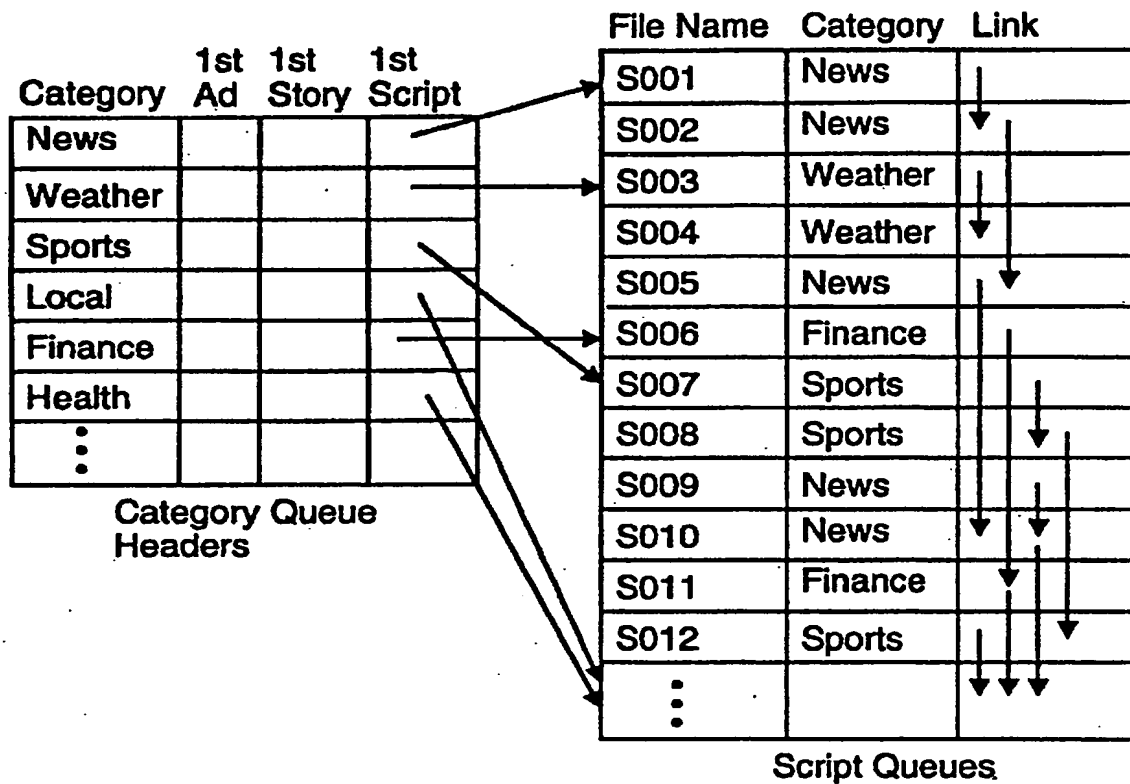 Category 1st Ad 1st Story 1st Script
News
Weather
Sports
Local
Finance
Health
Category Queue
Headers
File Name Category Link
S001 News
S002 News
S003 Weather
S004 Weather
S005 News
S006 Finance
S007 Sports
S008 Sports
S009 News
S010 News
S011 Finance
S012 Sports
Script Queues